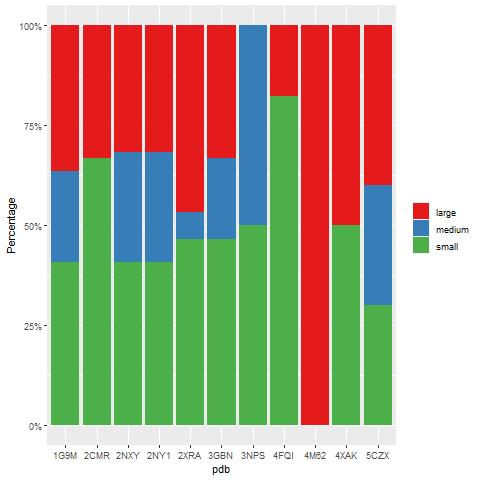 100%
75%
50%
25%
0%
Percentage
1G9M 2CMR 2NXY 2NY1 2XRA 3GBN 3NPS 4FQI 4M62 4XAK 5CZX
pdb
large
medium
small